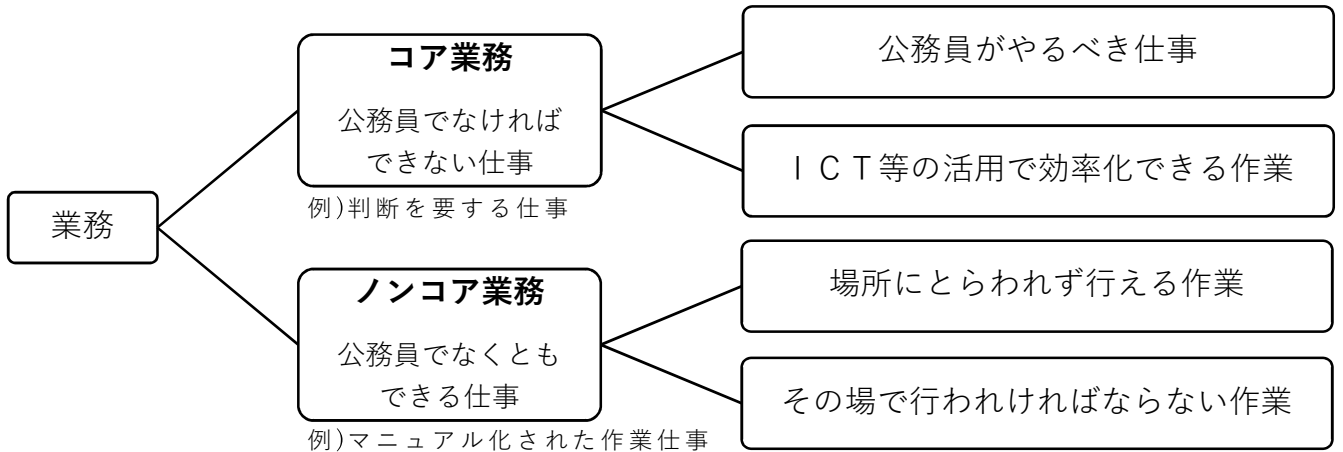 業務
コア業務
公務員でなければ
できない仕事
例)判断を要する仕事
公務員がやるべき仕事
ＩＣＴ等の活用で効率化できる作業
ノンコア業務
公務員でなくとも
できる仕事
例)マニュアル化された作業仕事
場所にとらわれず行える作業
その場で行われければならない作業